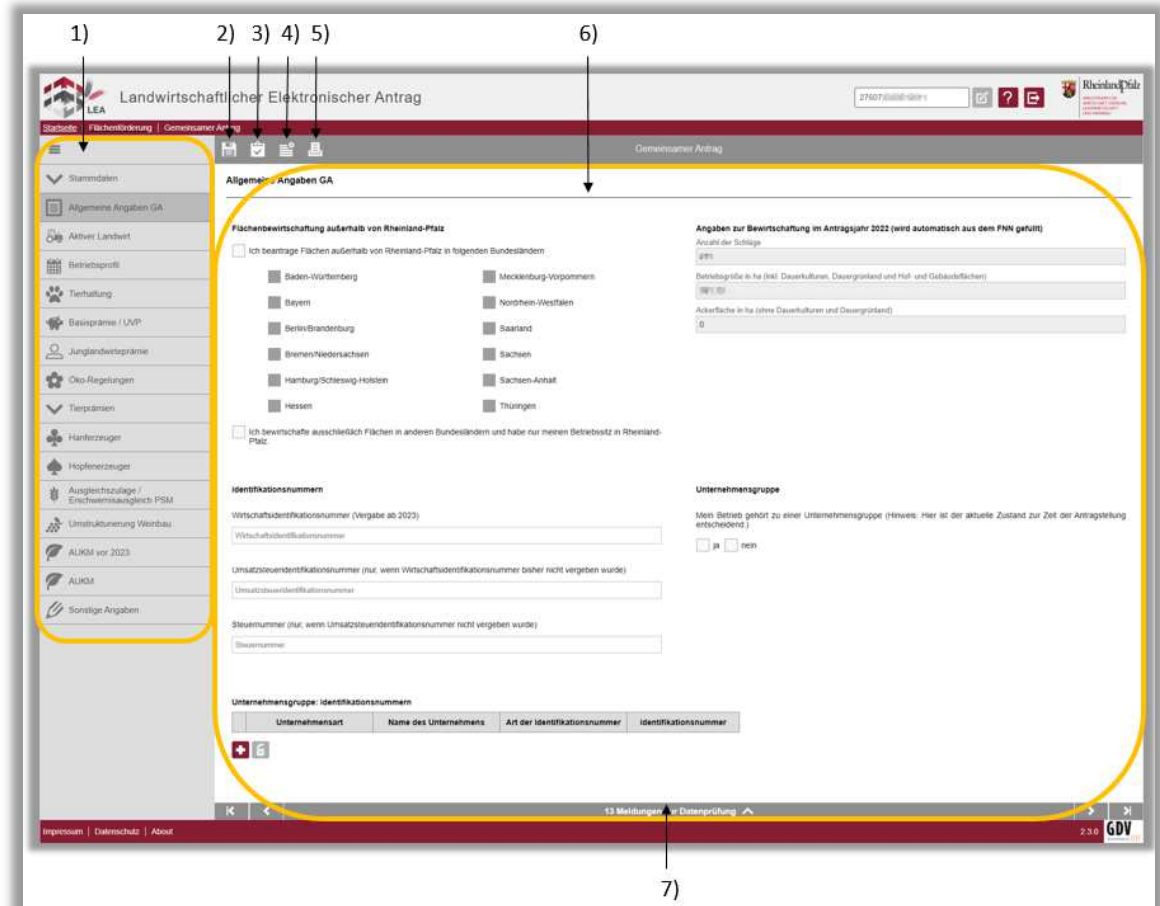 1)
2)
3)
4)
5)
6)
LEA
Landwirtschaftlicher Elektronischer Antrag
27607
?
RheinlandPfalz
Startseite | Flächenförderung | Gemeinsamer Antrag
Gemeinsamer Antrag
Stammdaten
Allgemeine Angaben GA
Aktiver Landwirt
Betriebsprofil
Tierhaltung
Basisprämie / UVP
Junglandwirteprämie
Öko-Regelungen
Tierprämien
Hanferzeuger
Hopfenerzeuger
Ausgleichszulage /
Erschwernisausgleich PSM
Umstrukturierung Weinbau
AUKM vor 2023
AUKM
Sonstige Angaben
Allgemeine Angaben GA
Flächenbewirtschaftung außerhalb von Rheinland-Pfalz
Ich beantrage Flächen außerhalb von Rheinland-Pfalz in folgenden Bundesländern
Baden-Württemberg
Mecklenburg-Vorpommern
Bayern
Nordrhein-Westfalen
Berlin/Brandenburg
Saarland
Bremen/Niedersachsen
Sachsen
Hamburg/Schleswig-Holstein
Sachsen-Anhalt
Hessen
Thüringen
Ich bewirtschafte ausschließlich Flächen in anderen Bundesländern und habe nur meinen Betriebssitz in Rheinland-
Pfalz.
Angaben zur Bewirtschaftung im Antragsjahr 2022 (wird automatisch aus dem FNN gefüllt)
Anzahl der Schläge
Betriebsgröße in ha (inkl. Dauerkulturen, Dauergrünland und Hof- und Gebäudeflächen)
Ackerfläche in ha (ohne Dauerkulturen und Dauergrünland)
0
Identifikationsnummern
Wirtschaftsidentifikationsnummer (Vergabe ab 2023)
Wirtschaftsidentifikationsnummer
Umsatzsteueridentifikationsnummer (nur, wenn Wirtschaftsidentifikationsnummer bisher nicht vergeben wurde)
Umsatzsteueridentifikationsnummer
Steuernummer (nur, wenn Umsatzsteueridentifikationsnummer nicht vergeben wurde)
Steuernummer
Unternehmensgruppe
Mein Betrieb gehört zu einer Unternehmensgruppe (Hinweis: Hier ist der aktuelle Zustand zur Zeit der Antragstellung
entscheidend.)
ja nein
Unternehmensgruppe: Identifikationsnummern
Unternehmensart Name des Unternehmens Art der Identifikationsnummer Identifikationsnummer
13 Meldungen zur Datenprüfung
Impressum | Datenschutz | About
2.3.0 GDV
7)